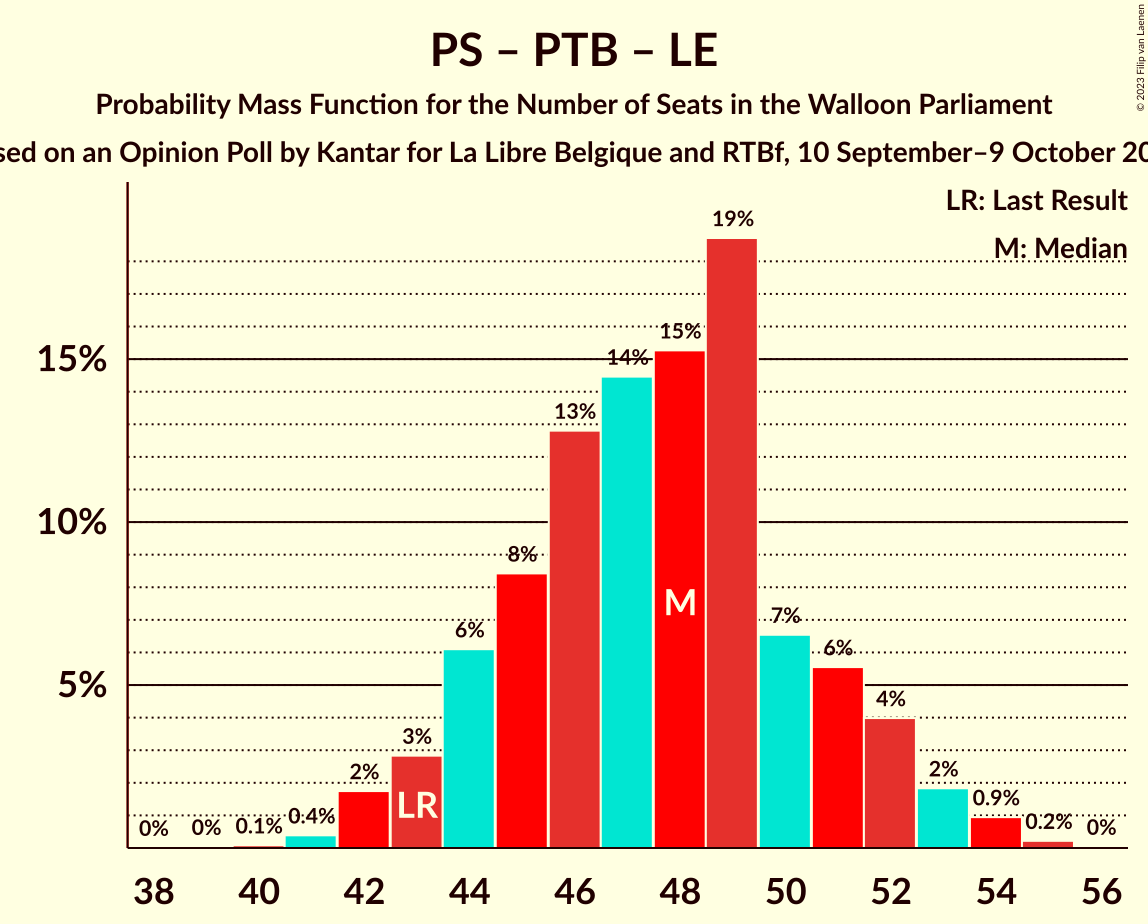 PS – PTB – LE
Probability Mass Function for the Number of Seats in the Walloon Parliament
on an Opinion Poll by Kantar for La Libre Belgique and RTBf, 10 September–9 October
© 2023 Filip van Laenen
LR: Last Result
M: Median
19%
15%
14%
15%
13%
10%
8%
M
7%
6%
6%
5%
4%
3%
2%
2%
LR
0.9%
0.4%
0.2%
0.1%
0%
0%
0%
38 40 42 44 46 48 50 52 54 56